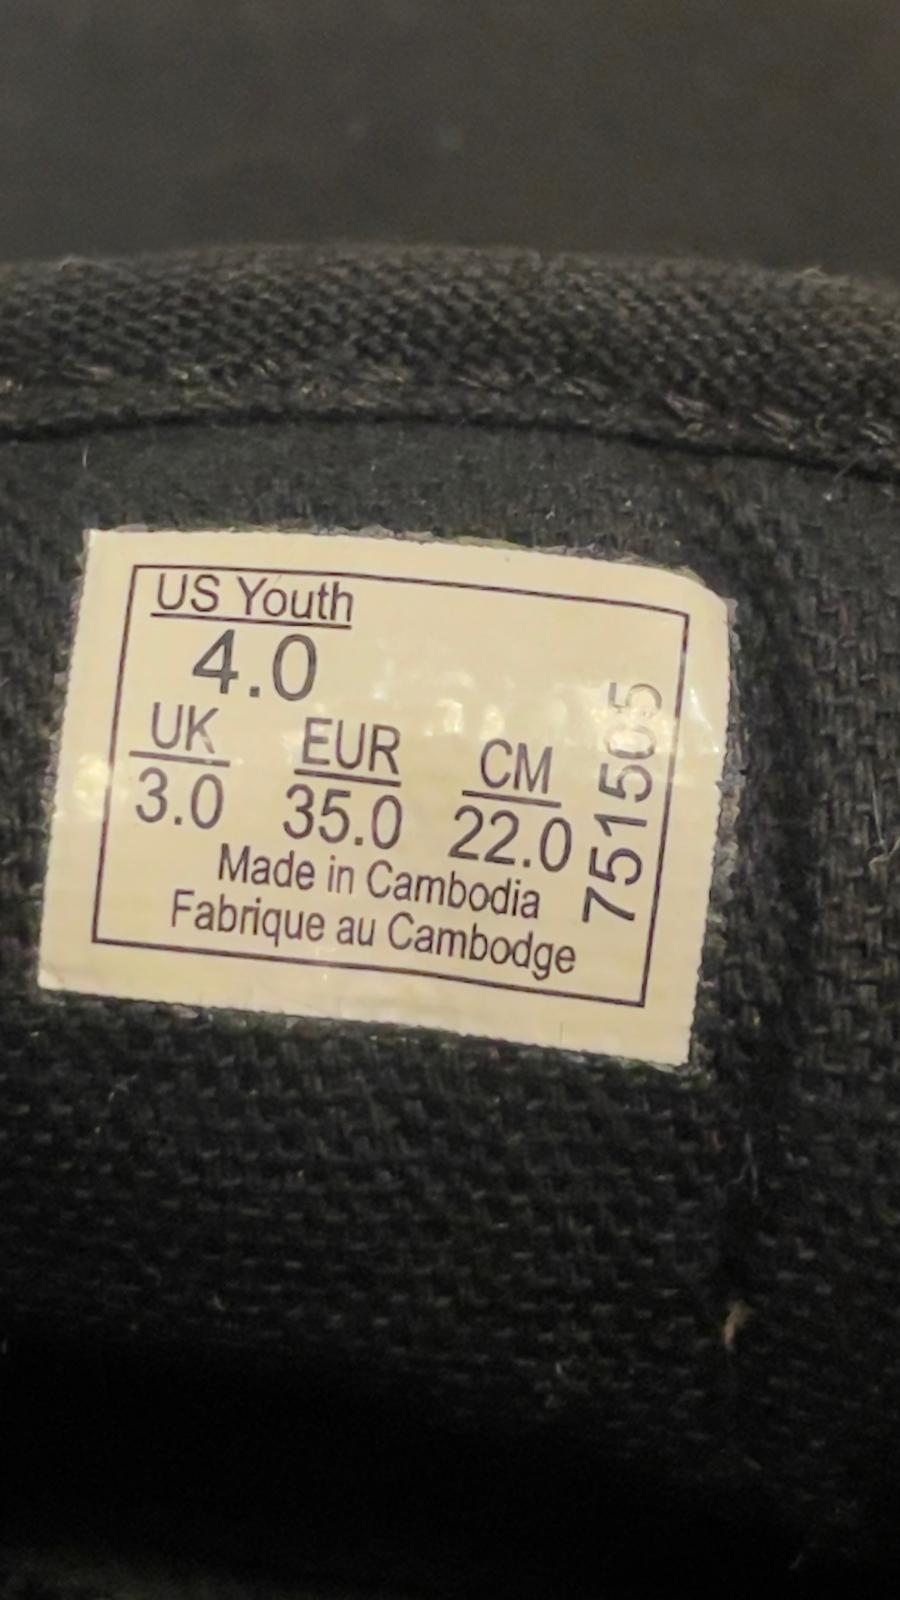 US Youth
4.0
UK EUR CM
3.0 35.0 22.0
Made in Cambodia
Fabrique au Cambodge
751505